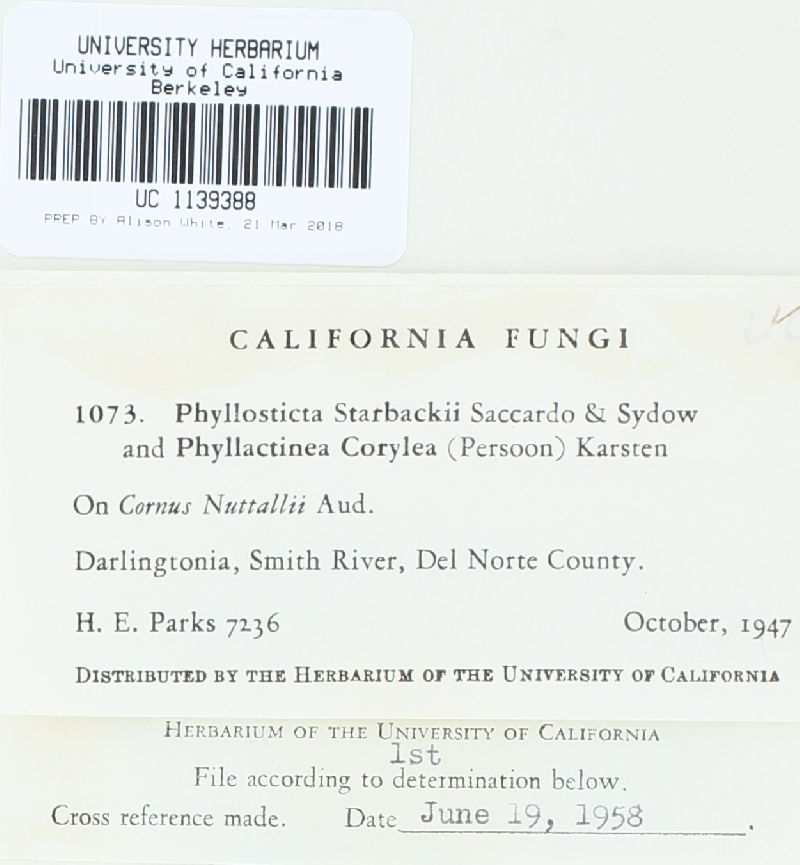 UNIVERSITY HERBARIUM
University of California
Berkeley
UC 1139388
PREP BY Alison White, 21 Mar 2018
CALIFORNIA FUNGI
1073. Phyllosticta Starbackii Saccardo & Sydow
and Phyllactinea Corylea (Persoon) Karsten
On Cornus Nuttallii Aud.
Darlingtonia, Smith River, Del Norte County.
H. E. Parks 7236 October, 1947
DISTRIBUTED BY THE HERBARIUM OF THE UNIVERSITY OF CALIFORNIA
HERBARIUM OF THE UNIVERSITY OF CALIFORNIA
1st
File according to determination below.
Cross reference made. Date June 19, 1958.